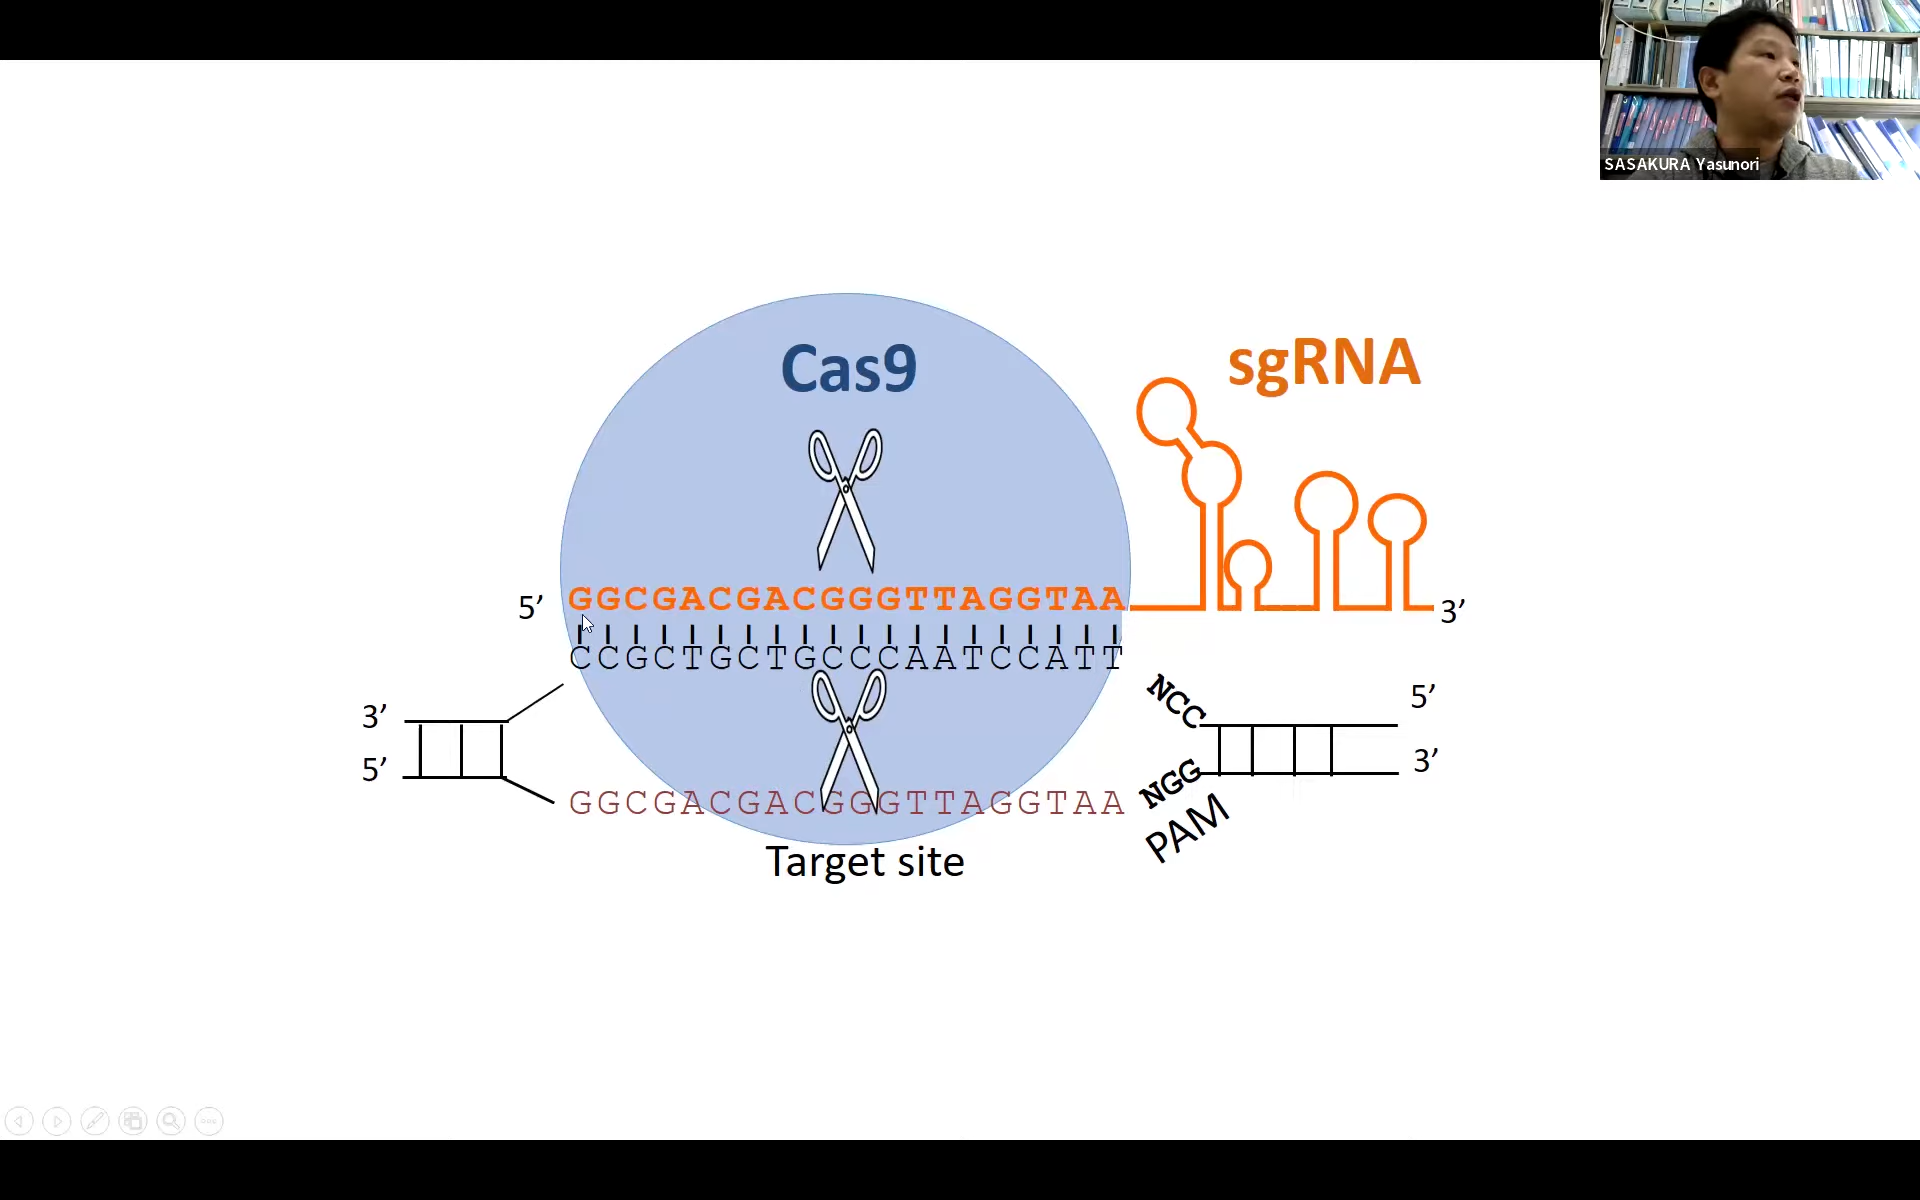 SASAKURA Yasunori
Cas9
sgRNA
5’ GGCGACGACGGGTTAGGTAA 3’
CCGCTGCTGCCCAATCCATT
3’ NCC 5’
5’ NGG 3’
PAM
GGCGACGACGGGTTAGGTAA
Target site